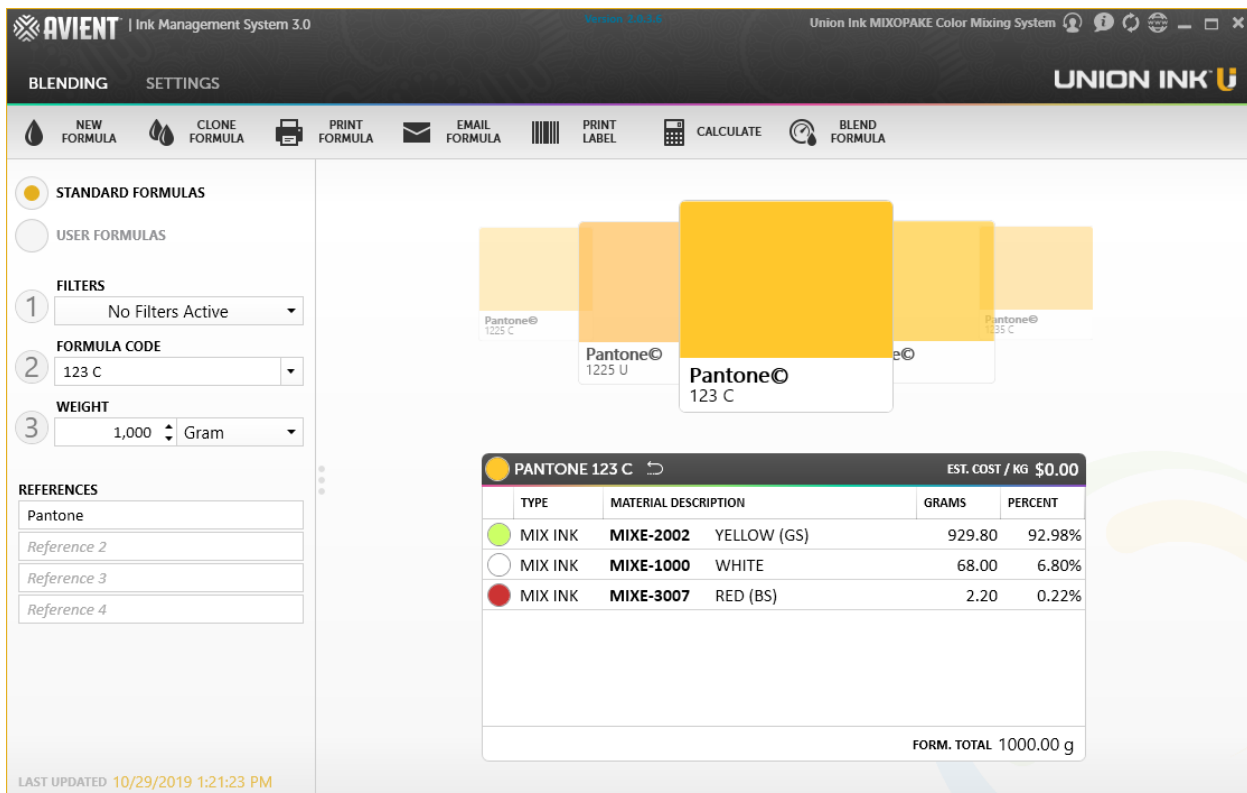 AVIENT™ | Ink Management System 3.0
Union Ink MIXOPAKE Color Mixing System
BLENDING
SETTINGS
UNION INK™
NEW FORMULA
CLONE FORMULA
PRINT FORMULA
EMAIL FORMULA
PRINT LABEL
CALCULATE
BLEND FORMULA
STANDARD FORMULAS
USER FORMULAS
FILTERS
1 No Filters Active
FORMULA CODE
2 123 C
WEIGHT
3 1,000 Gram
REFERENCES
Pantone
Reference 2
Reference 3
Reference 4
LAST UPDATED 10/29/2019 1:21:23 PM
Pantone©
1225 C
Pantone©
1225 U
Pantone©
123 C
e©
Pantone©
1235 C
PANTONE 123 C EST. COST / KG $0.00
TYPE MATERIAL DESCRIPTION GRAMS PERCENT
MIX INK MIXE-2002 YELLOW (GS) 929.80 92.98%
MIX INK MIXE-1000 WHITE 68.00 6.80%
MIX INK MIXE-3007 RED (BS) 2.20 0.22%
FORM. TOTAL 1000.00 g